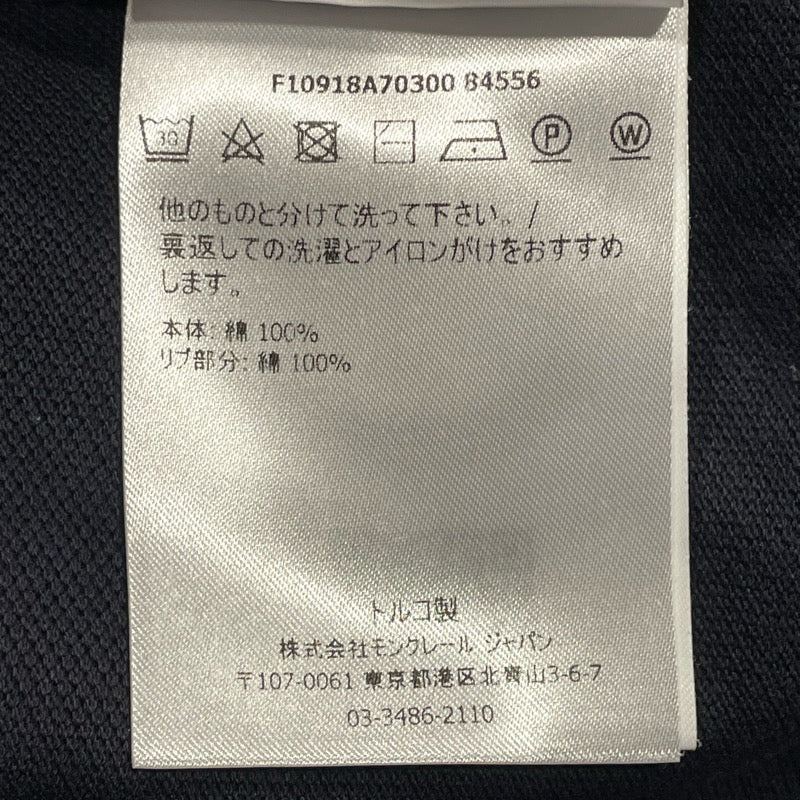 F10918A70300 84556
30 P W
他のものと分けて洗って下さい。/
裏返しての洗濯とアイロンがけをおすすめ
します。
本体: 綿 100%
リブ部分: 綿 100%
トルコ製
株式会社モンクレール ジャパン
〒107-0061 東京都港区北青山3-6-7
03-3486-2110